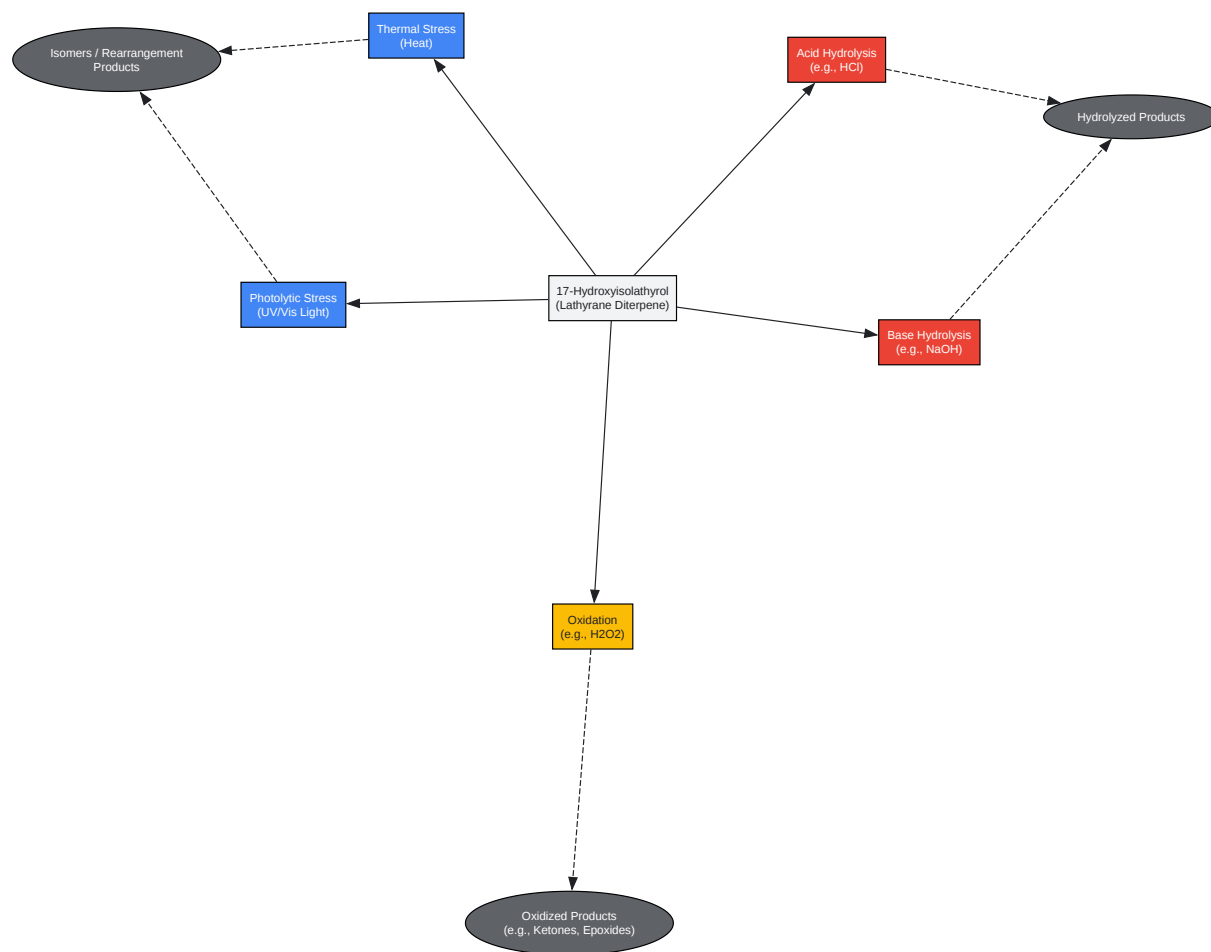 Thermal Stress
(Heat)
Isomers / Rearrangement
Products
Acid Hydrolysis
(e.g., HCl)
Hydrolyzed Products
17-Hydroxyisolathyrol
(Lathyrane Diterpene)
Photolytic Stress
(UV/Vis Light)
Base Hydrolysis
(e.g., NaOH)
Oxidation
(e.g., H2O2)
Oxidized Products
(e.g., Ketones, Epoxides)